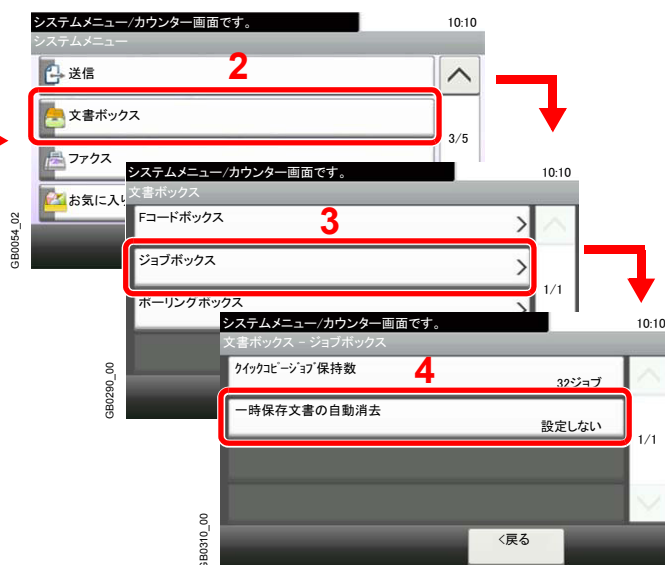 システムメニュー/カウンター画面です。
10:10
システムメニュー
2
送信
文書ボックス
3/5
ファクス
お気に入り
GB0054_02
システムメニュー/カウンター画面です。
10:10
文書ボックス
3
Fコードボックス
ジョブボックス
1/1
ポーリングボックス
GB0290_00
システムメニュー/カウンター画面です。
10:10
文書ボックス - ジョブボックス
4
クイックコピージョブ保持数
32ジョブ
一時保存文書の自動消去
設定しない
1/1
GB0310_00
<戻る